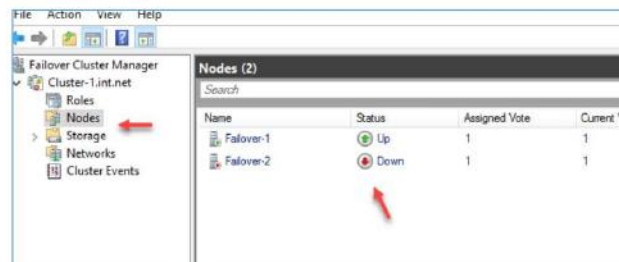 File Action View Help
Failover Cluster Manager
Cluster-1.int.net
Roles
Nodes
Storage
Networks
Cluster Events
Nodes (2)
Search
Name Status Assigned Vote Current
Failover-1 Up 1 1
Failover-2 Down 1 1